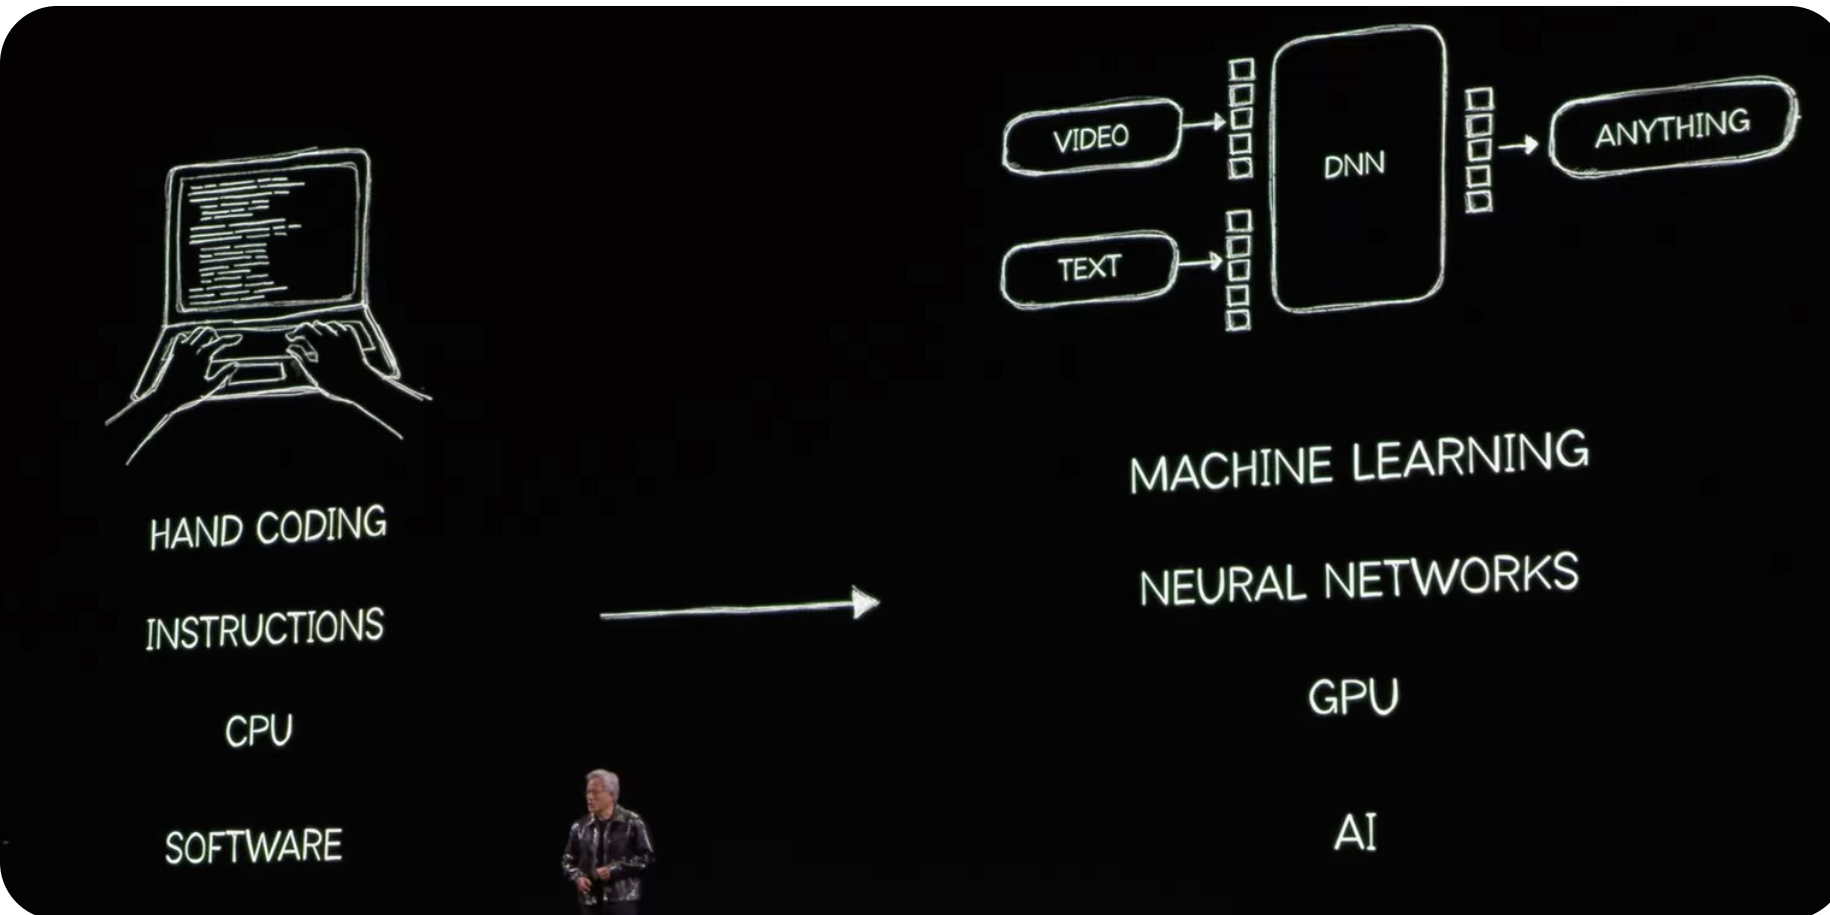 HAND CODING
INSTRUCTIONS
CPU
SOFTWARE
VIDEO
TEXT
DNN
ANYTHING
MACHINE LEARNING
NEURAL NETWORKS
GPU
AI